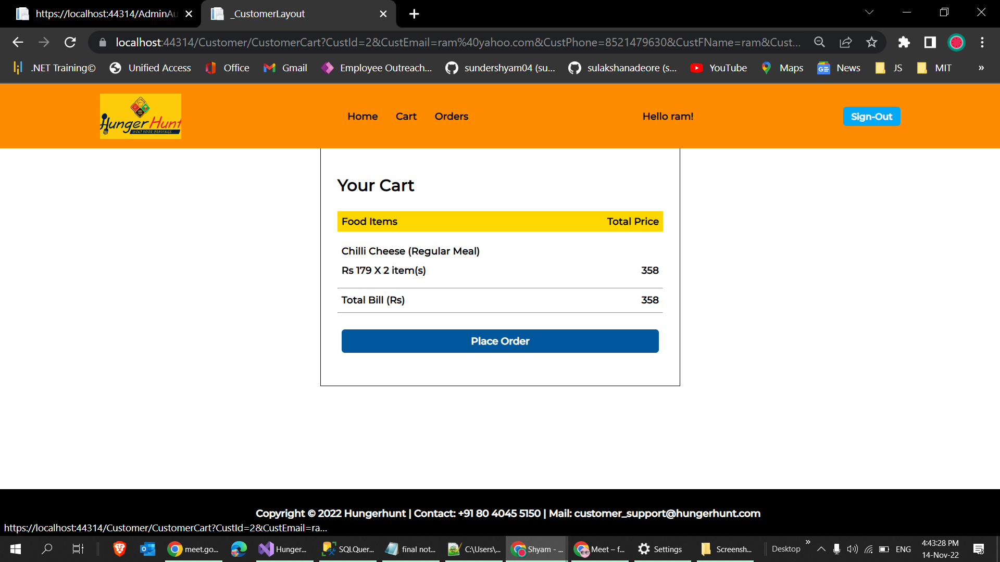 https://localhost:44314/AdminAu
_CustomerLayout
localhost:44314/Customer/CustomerCart?CustId=2&CustEmail=ram%40yahoo.com&CustPhone=8521479630&CustFName=ram&Cust...
.NET Training© Unified Access Office Gmail Employee Outreach... sundershyam04 (su... sulakshanadeore (s... YouTube Maps News JS MIT »
Hunger Hunt
HUNT YOUR CRAVINGS....
Home Cart Orders Hello ram! Sign-Out
Your Cart
Food Items Total Price
Chilli Cheese (Regular Meal)
Rs 179 X 2 item(s) 358
Total Bill (Rs) 358
Place Order
Copyright © 2022 Hungerhunt | Contact: +91 80 4045 5150 | Mail: customer_support@hungerhunt.com
https://localhost:44314/Customer/CustomerCart?CustId=2&CustEmail=ra...
meet.go... Hunger... SQLQuer... final not... C:\Users\... Shyam - ... Meet – f... Settings Screensh... Desktop » ENG 4:43:28 PM
14-Nov-22